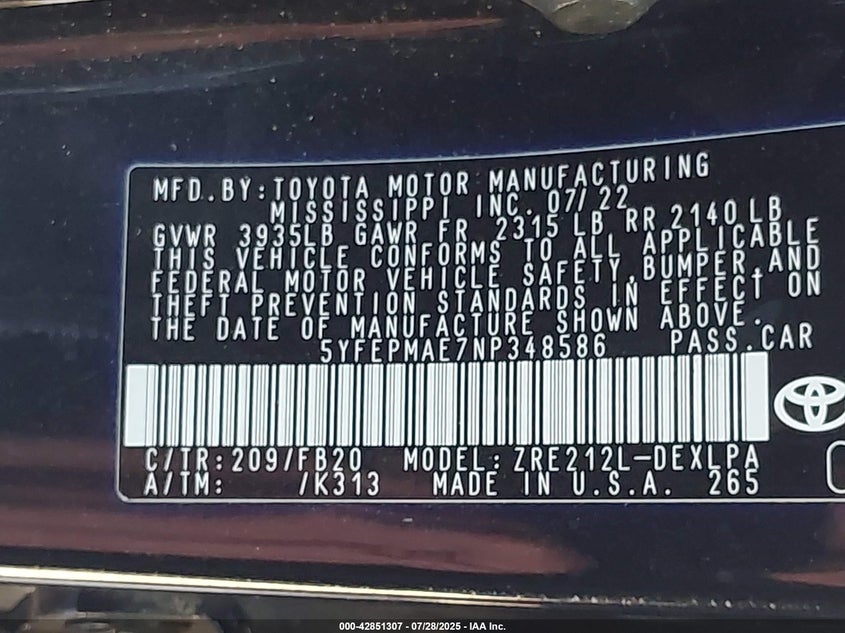 MFD.BY:TOYOTA MOTOR MANUFACTURING
MISSISSIPPI INC. 07/22
GVWR 3935LB GAWR FR 2315 LB RR 2140LB
THIS VEHICLE CONFORMS TO ALL APPLICABLE
FEDERAL MOTOR VEHICLE SAFETY,BUMPER,AND
THEFT PREVENTION STANDARDS IN EFFECT ON
THE DATE OF MANUFACTURE SHOWN ABOVE.
5YFEPMAE7NP348586 PASS.CAR
C/TR:209/FB20 MODEL:ZRE212L-DEXLPA
A/TM: /K313 MADE IN U.S.A. 265
000-42851307 - 07/28/2025 - IAA Inc.